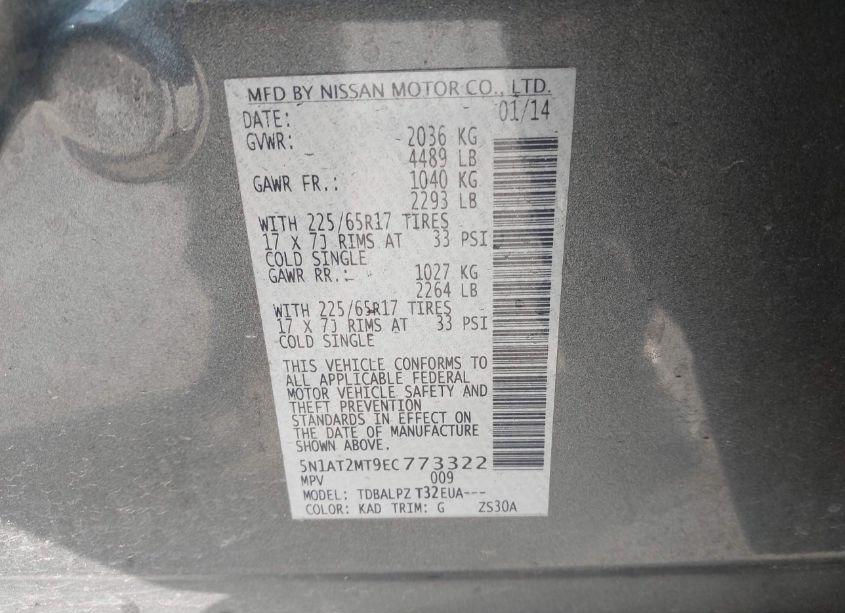 MFD BY NISSAN MOTOR CO., LTD.
DATE: 01/14
GVWR: 2036 KG
4489 LB
GAWR FR.: 1040 KG
2293 LB
WITH 225/65R17 TIRES
17 X 7J RIMS AT 33 PSI
COLD SINGLE
GAWR RR.: 1027 KG
2264 LB
WITH 225/65R17 TIRES
17 X 7J RIMS AT 33 PSI
COLD SINGLE
THIS VEHICLE CONFORMS TO
ALL APPLICABLE FEDERAL
MOTOR VEHICLE SAFETY AND
THEFT PREVENTION
STANDARDS IN EFFECT ON
THE DATE OF MANUFACTURE
SHOWN ABOVE.
5N1AT2MT9EC773322
MPV 009
MODEL: TDBALPZ T32EUA---
COLOR: KAD TRIM: G ZS30A